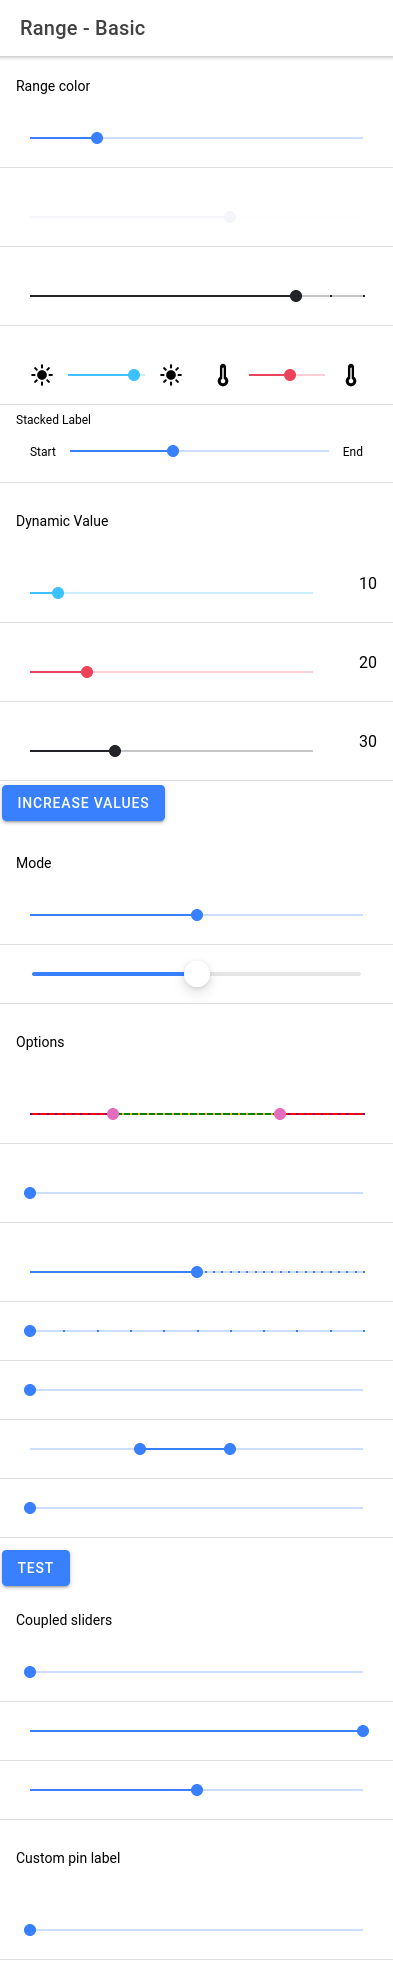 Range - Basic
Range color
Stacked Label
Start End
Dynamic Value
10
20
30
INCREASE VALUES
Mode
Options
TEST
Coupled sliders
Custom pin label